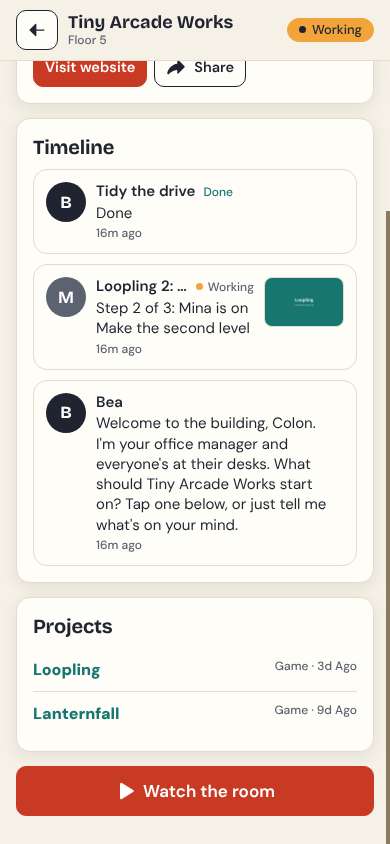 Tiny Arcade Works
Floor 5
Working
Visit website
Share
Timeline
B
Tidy the drive Done
Done
16m ago
M
Loopling 2: ... Working
Step 2 of 3: Mina is on
Make the second level
16m ago
Loopling
B
Bea
Welcome to the building, Colon.
I'm your office manager and
everyone's at their desks. What
should Tiny Arcade Works start
on? Tap one below, or just tell me
what's on your mind.
16m ago
Projects
Loopling
Game · 3d Ago
Lanternfall
Game · 9d Ago
Watch the room